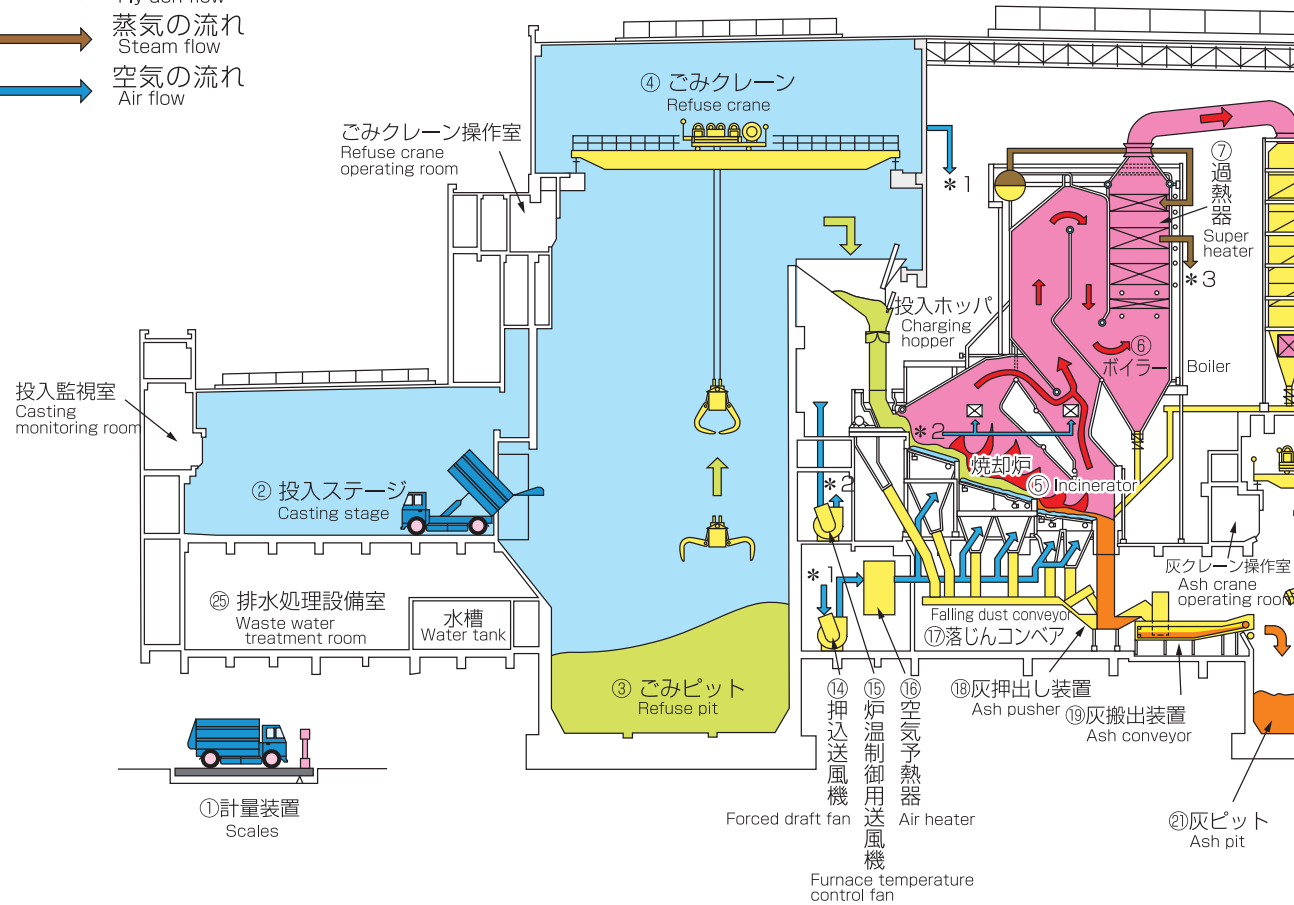 Fly ash flow
蒸気の流れ
Steam flow
空気の流れ
Air flow
④ ごみクレーン
Refuse crane
ごみクレーン操作室
Refuse crane
operating room
*1
⑦過熱器
Super
heater
*3
投入ホッパ
Charging
hopper
⑥
ボイラー
Boiler
投入監視室
Casting
monitoring room
② 投入ステージ
Casting stage
*2
焼却炉
⑤ Incinerator
*2
㉕ 排水処理設備室
Waste water
treatment room
水槽
Water tank
*1
灰クレーン操作室
Ash crane
operating room
Falling dust conveyor
⑰落じんコンベア
③ ごみピット
Refuse pit
⑭押込送風機
Forced draft fan
⑮炉温制御用送風機
Furnace temperature
control fan
⑯空気予熱器
Air heater
⑱灰押出し装置
Ash pusher
⑲灰搬出装置
Ash conveyor
①計量装置
Scales
㉑灰ピット
Ash pit